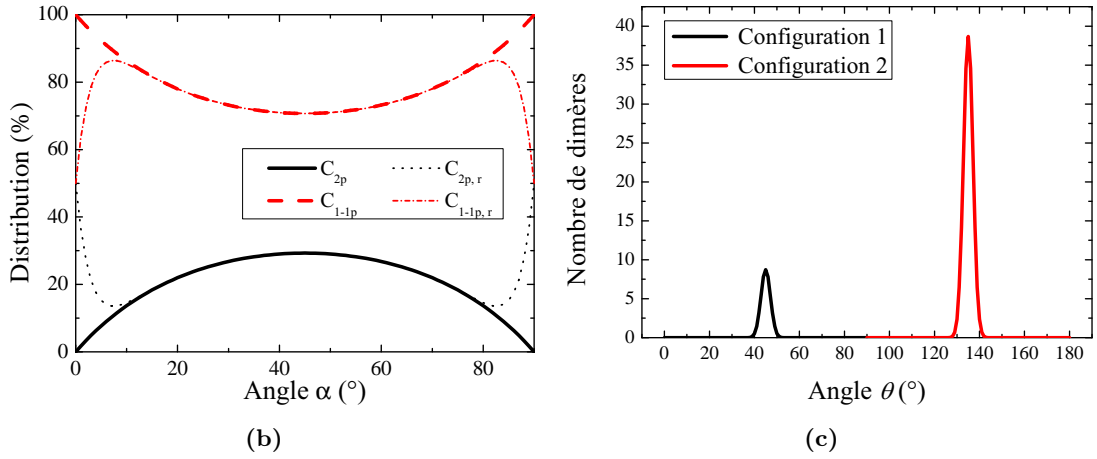 100
80
60
40
20
0
Distribution (%)
C2p
C2p, r
C1-1p
C1-1p, r
0 20 40 60 80
Angle α (°)
(b)
40
35
30
25
20
15
10
5
0
Nombre de dimères
Configuration 1
Configuration 2
0 20 40 60 80 100 120 140 160 180
Angle θ (°)
(c)